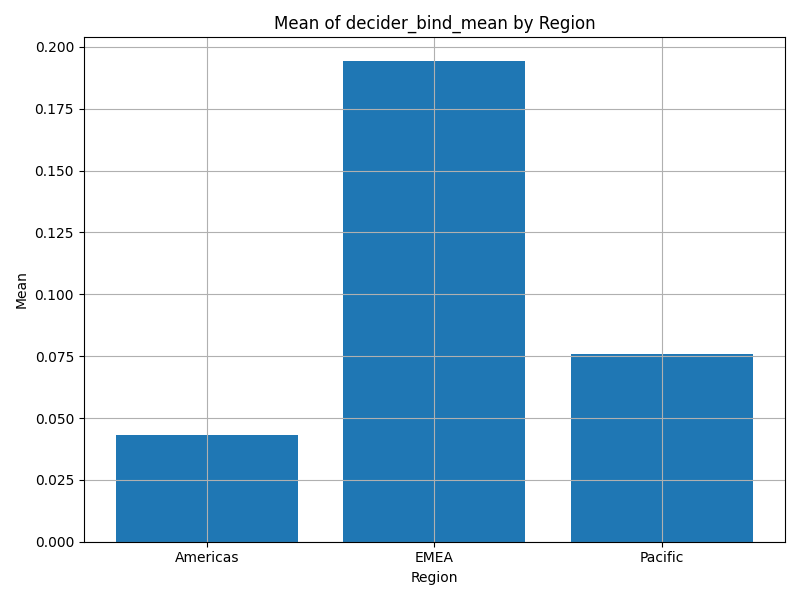 Mean of decider_bind_mean by Region
0.200
0.175
0.150
0.125
0.100
0.075
0.050
0.025
0.000
Mean
Americas EMEA Pacific
Region